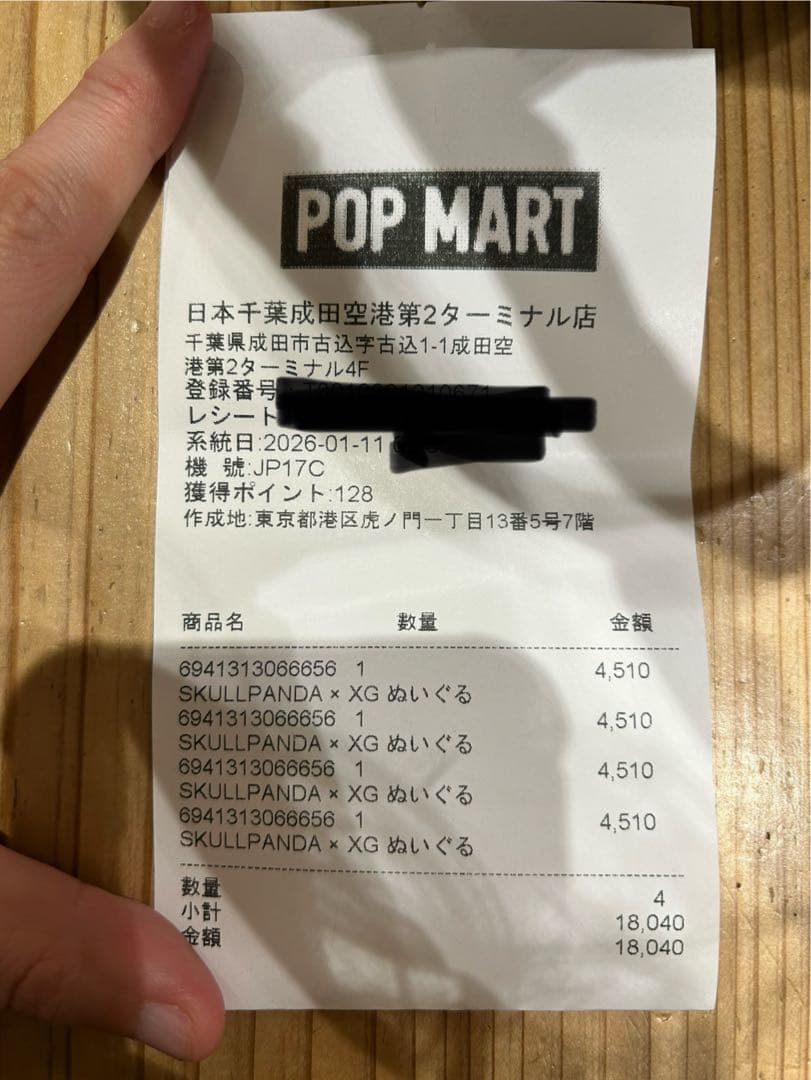 POP MART
日本千葉成田空港第2ターミナル店
千葉県成田市古込字古込1-1成田空
港第2ターミナル4F
登録番号
レシート
系統日:2026-01-11
機 號:JP17C
獲得ポイント:128
作成地:東京都港区虎ノ門一丁目13番5号7階
商品名 數量 金額
6941313066656 1 4,510
SKULLPANDA × XG ぬいぐる
6941313066656 1 4,510
SKULLPANDA × XG ぬいぐる
6941313066656 1 4,510
SKULLPANDA × XG ぬいぐる
6941313066656 1 4,510
SKULLPANDA × XG ぬいぐる
數量 4
小計 18,040
金額 18,040